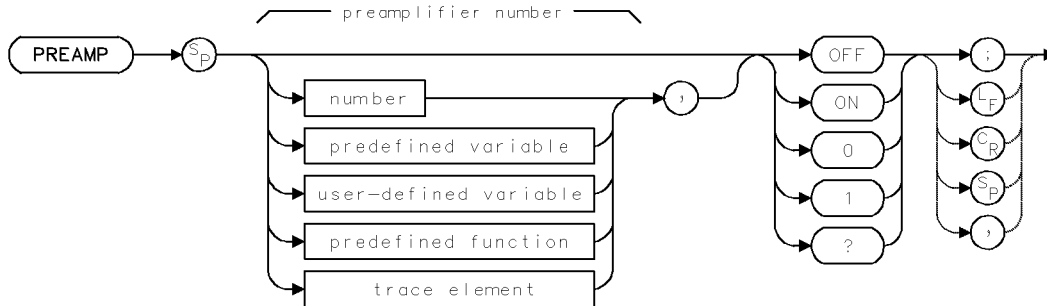 preamplifier number
PREAMP SP OFF ;
number , ON LF
predefined variable 0 CR
user-defined variable 1 SP
predefined function ? ,
trace element